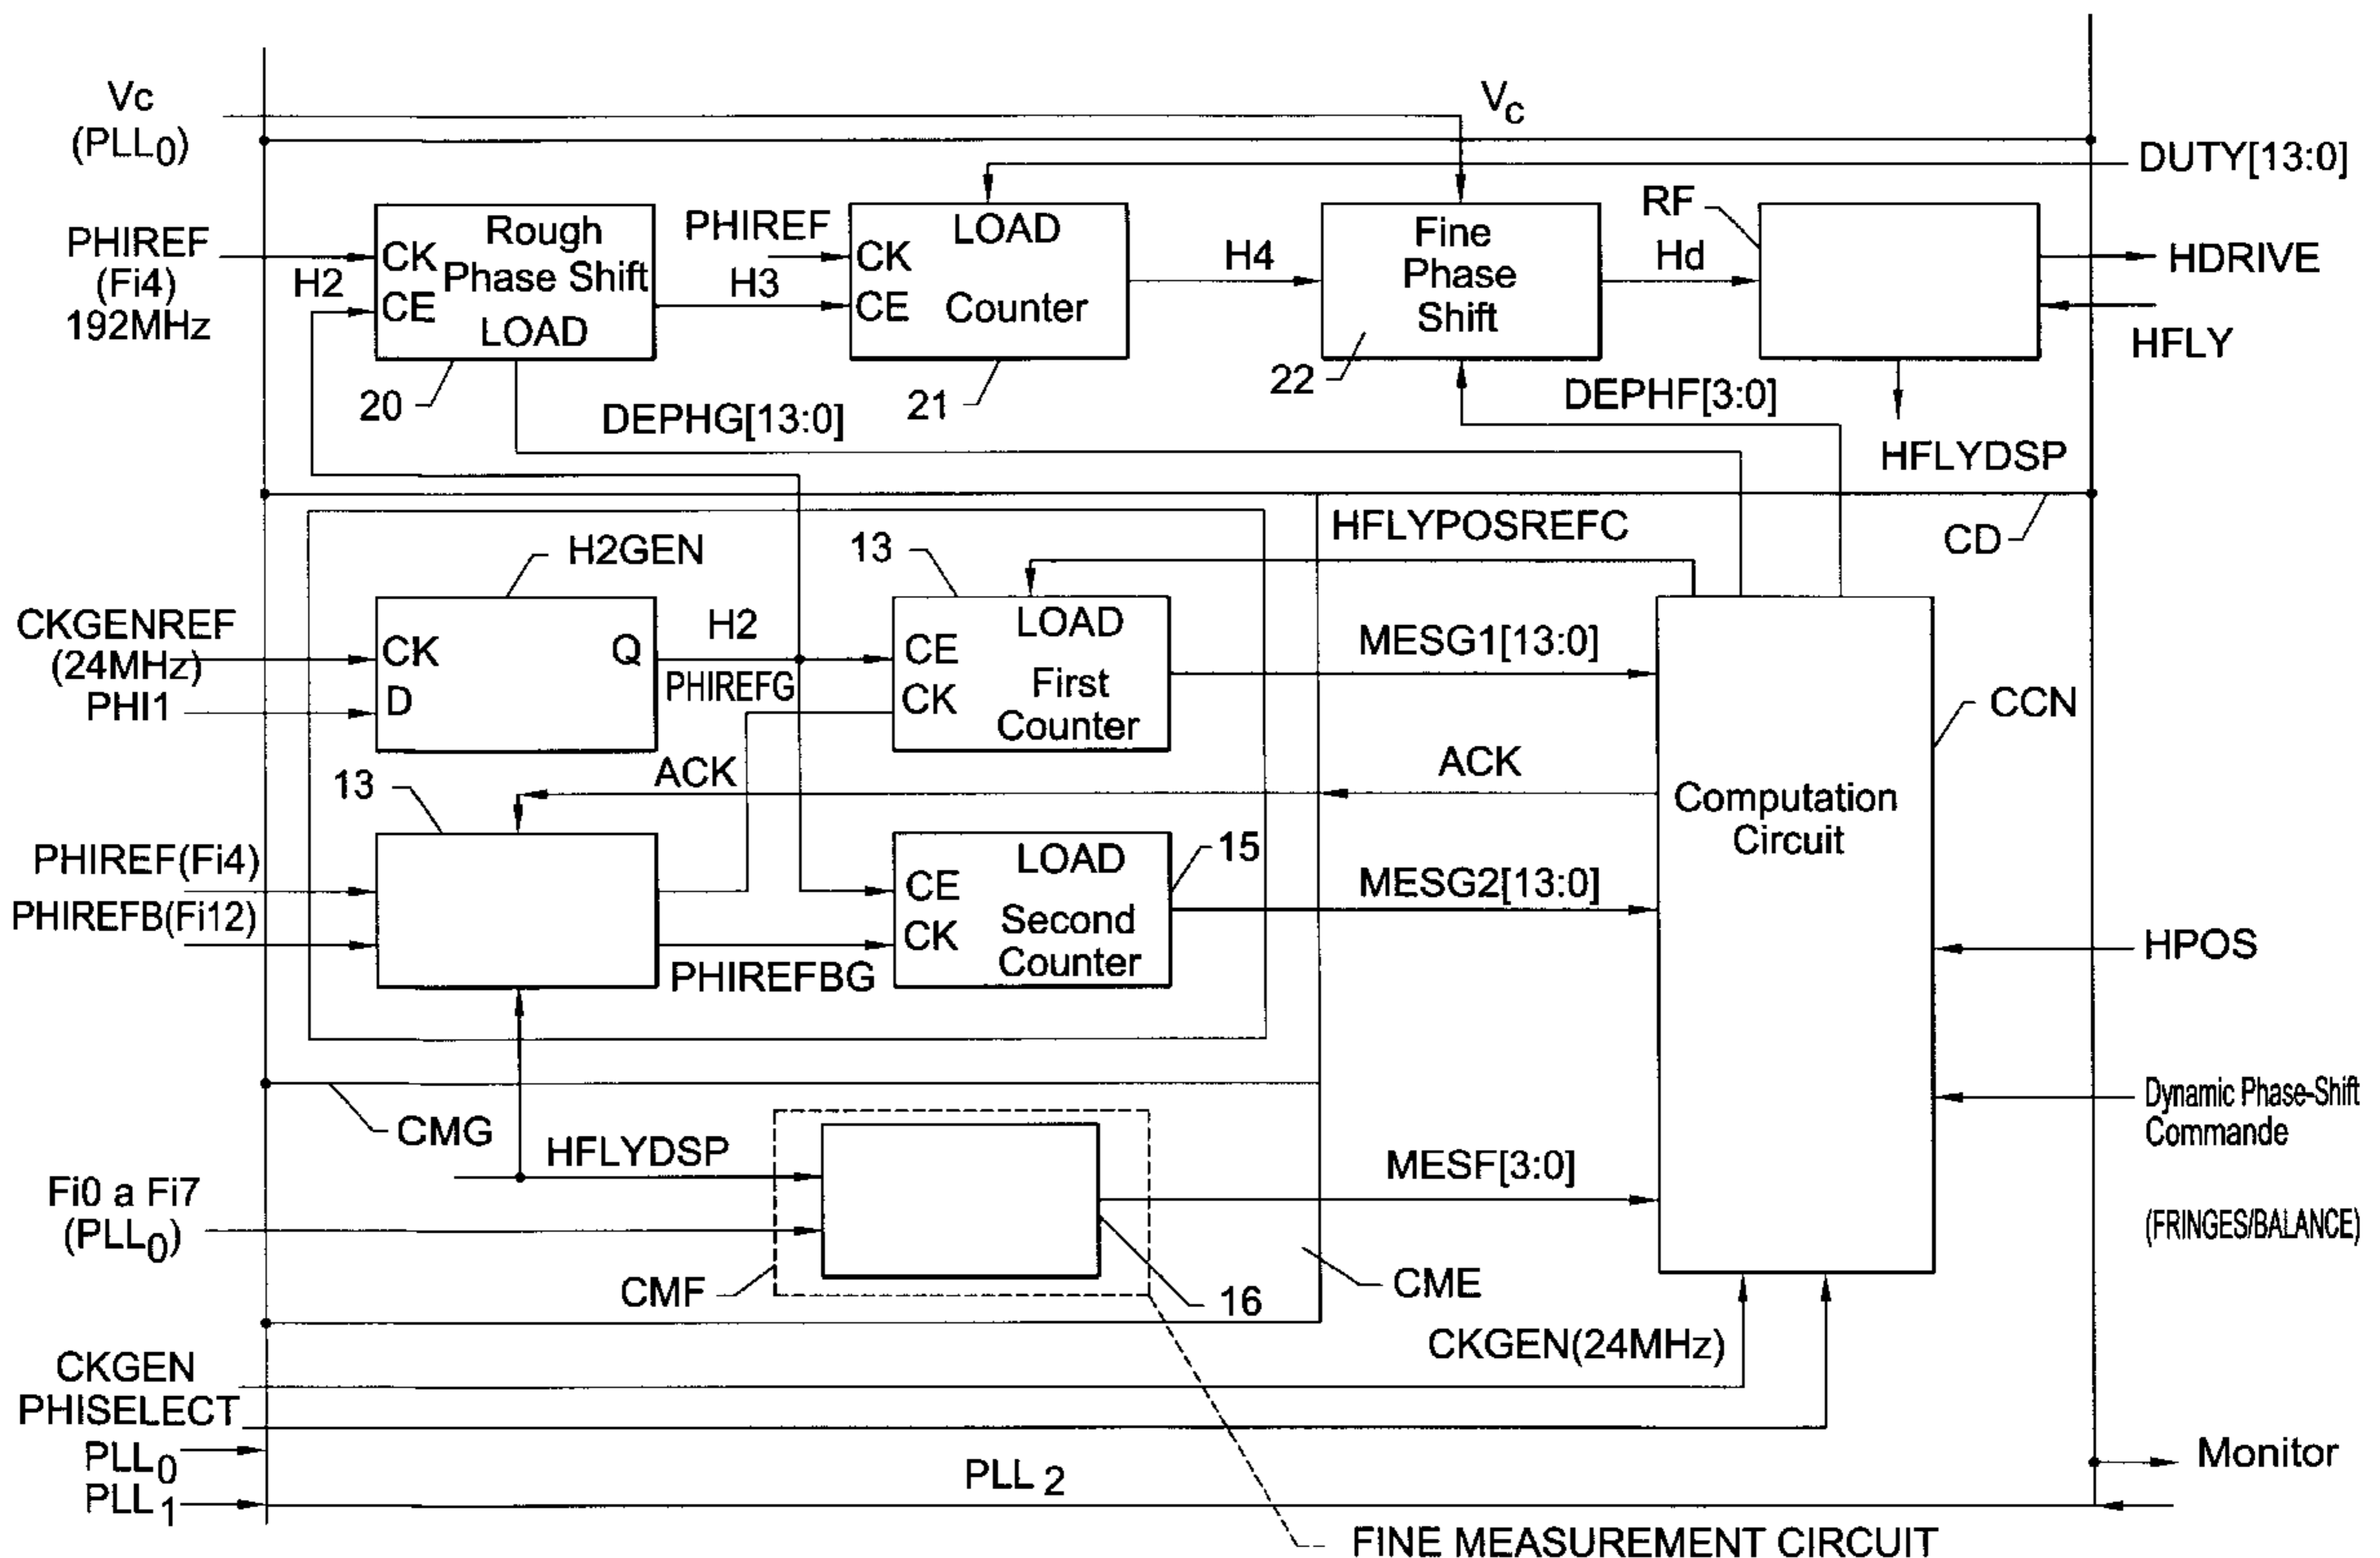 Vc
(PLL0)
VC
DUTY[13:0]
PHIREF
(Fi4)
192MHz
H2
CK
CE
Rough
Phase Shift
LOAD
20
PHIREF
H3
CK
CE
LOAD
Counter
21
H4
Fine
Phase
Shift
22
Hd
RF
HDRIVE
HFLY
HFLYDSP
DEPHG[13:0]
DEPHF[3:0]
CD
HFLYPOSREFC
H2GEN
13
CKGENREF
(24MHz)
PHI1
CK
D
Q
H2
PHIREFG
CE
CK
LOAD
First
Counter
MESG1[13:0]
CCN
13
ACK
ACK
Computation
Circuit
PHIREF(Fi4)
PHIREFB(Fi12)
PHIREFBG
CE
CK
LOAD
Second
Counter
15
MESG2[13:0]
HPOS
Dynamic Phase-Shift
Commande
(FRINGES/BALANCE)
CMG
HFLYDSP
MESF[3:0]
Fi0 a Fi7
(PLL0)
CMF
16
CME
CKGEN(24MHz)
CKGEN
PHISELECT
PLL0
PLL1
PLL 2
Monitor
FINE MEASUREMENT CIRCUIT